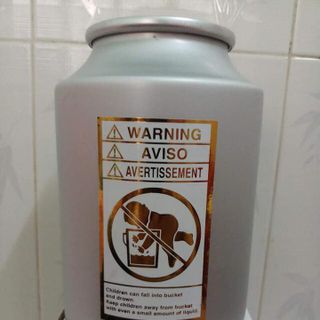 WARNING
AVISO
AVERTISSEMENT
Children can fall into bucket
and drown.
Keep children away from bucket
with even a small amount of liquid.